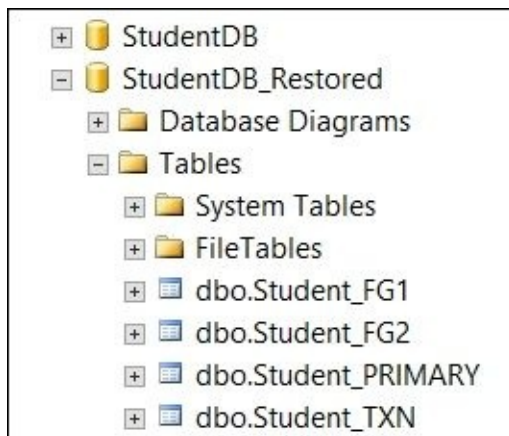 StudentDB
StudentDB_Restored
Database Diagrams
Tables
System Tables
FileTables
dbo.Student_FG1
dbo.Student_FG2
dbo.Student_PRIMARY
dbo.Student_TXN